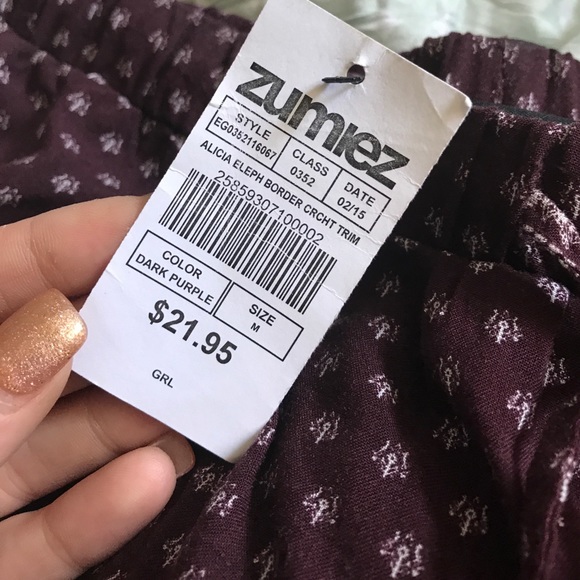 zumiez
STYLE CLASS DATE
EG0352116067 0352 02/15
ALICIA ELEPH BORDER CRCHT TRIM
25859307100002
COLOR SIZE
DARK PURPLE M
$21.95
GRL